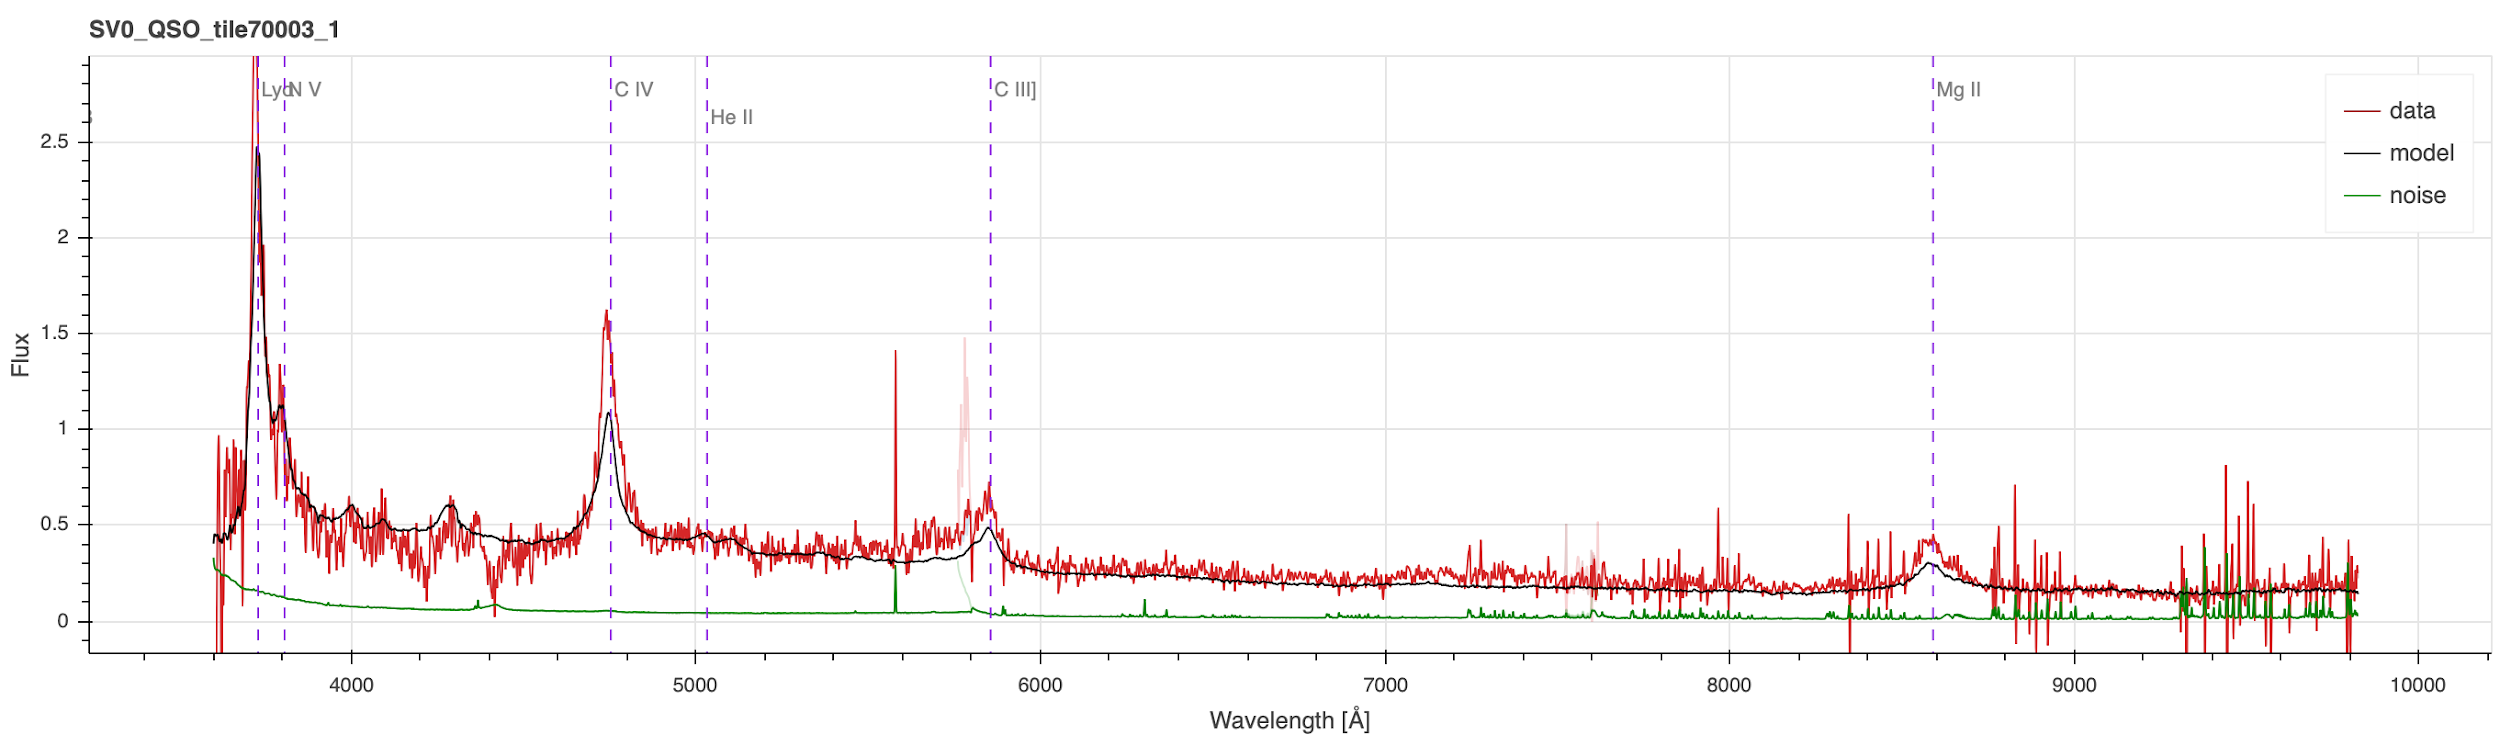 SV0_QSO_tile70003_1
Lyα N V
C IV
He II
C III]
Mg II
data
model
noise
2.5
2
1.5
1
0.5
0
Flux
4000 5000 6000 7000 8000 9000 10000
Wavelength [Å]